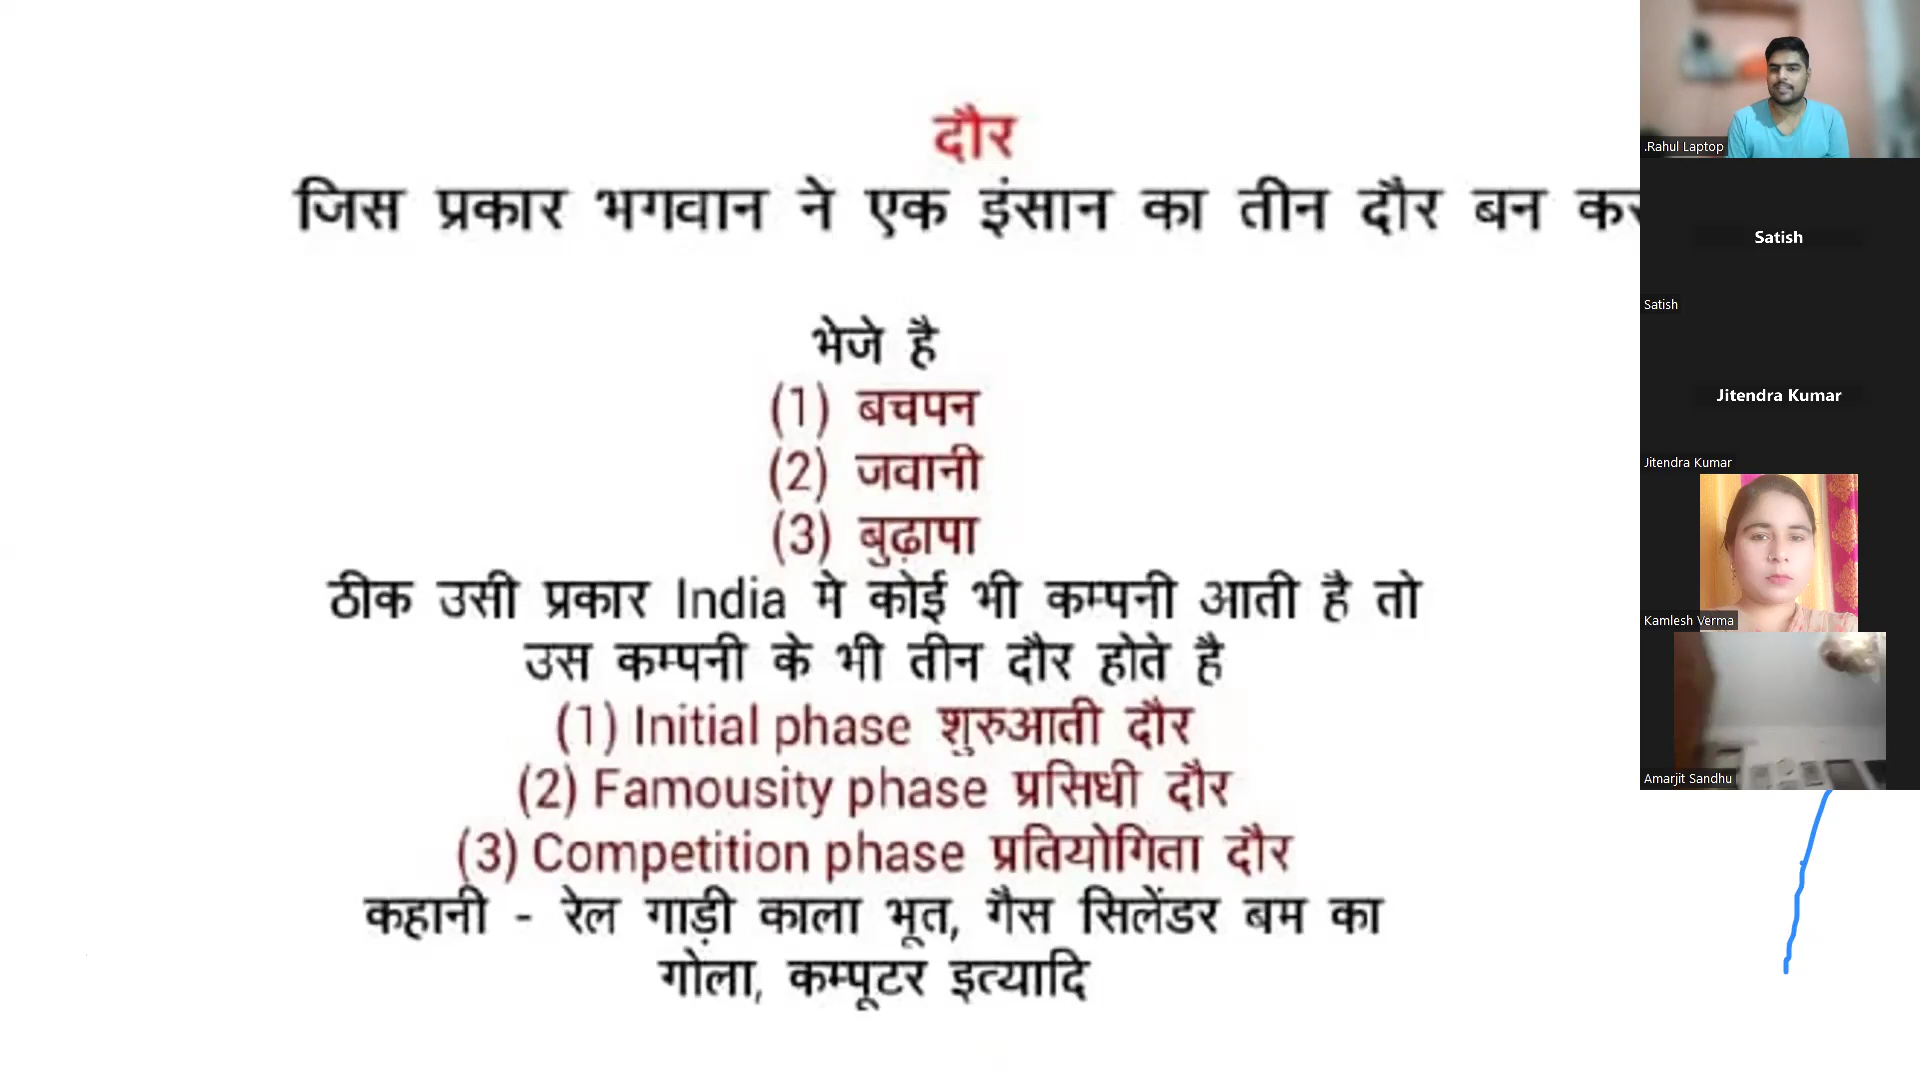 दौर
जिस प्रकार भगवान ने एक इंसान का तीन दौर बन कर
भेजे है
(1) बचपन
(2) जवानी
(3) बुढ़ापा
ठीक उसी प्रकार India मे कोई भी कम्पनी आती है तो
उस कम्पनी के भी तीन दौर होते है
(1) Initial phase शुरुआती दौर
(2) Famousity phase प्रसिधी दौर
(3) Competition phase प्रतियोगिता दौर
कहानी - रेल गाड़ी काला भूत, गैस सिलेंडर बम का
गोला, कम्पूटर इत्यादि
.Rahul Laptop
Satish
Satish
Jitendra Kumar
Jitendra Kumar
Kamlesh Verma
Amarjit Sandhu